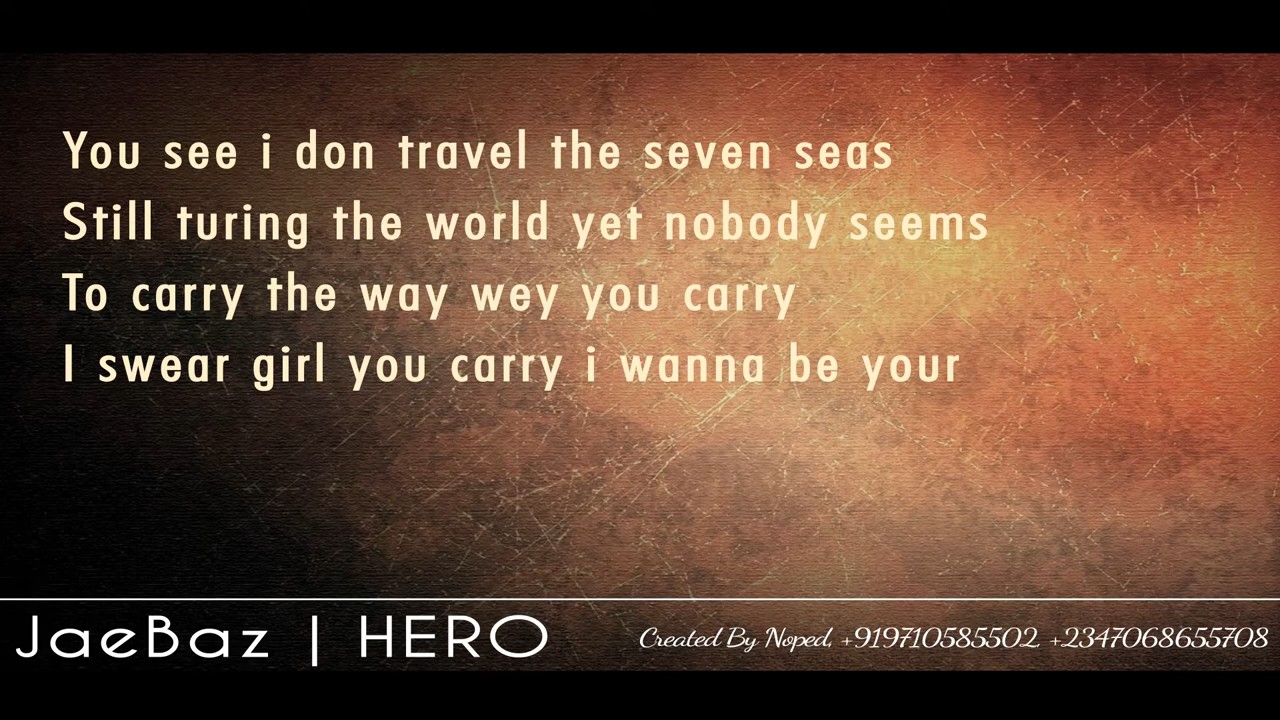 You see i don travel the seven seas
Still turing the world yet nobody seems
To carry the way wey you carry
I swear girl you carry i wanna be your
JaeBaz | HERO
Created By Noped, +919710585502, +2347068655708